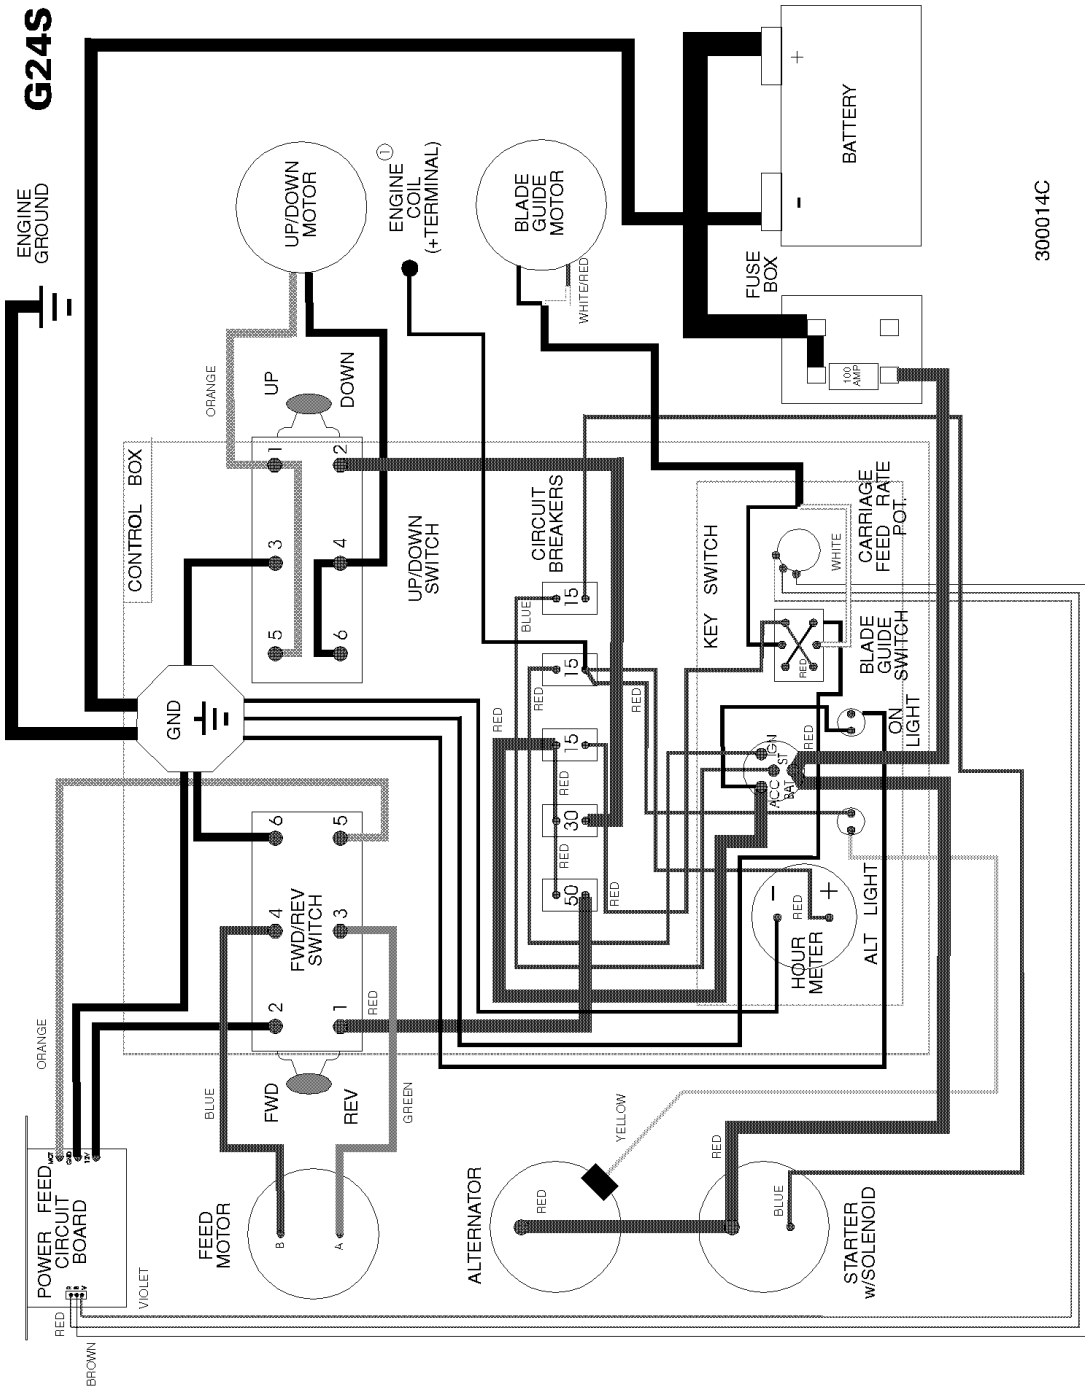 G24S
ENGINE
GROUND
UP/DOWN
MOTOR
ENGINE ①
COIL
(+TERMINAL)
BLADE
GUIDE
MOTOR
WHITE/RED
+
-
BATTERY
300014C
FUSE
BOX
100
AMP
ORANGE
UP
DOWN
CONTROL BOX
1
2
3
4
5
6
UP/DOWN
SWITCH
CIRCUIT
BREAKERS
15
BLUE
15
RED
RED
15
RED
RED
30
RED
50
RED
KEY SWITCH
CARRIAGE
FEED RATE
POT.
WHITE
BLADE
GUIDE
SWITCH
RED
ON
LIGHT
IGN
ST
ACC
BAT
RED
ALT LIGHT
HOUR
METER
-
+
RED
GND
6
5
4
3
2
1
FWD/REV
SWITCH
RED
FWD
REV
BLUE
GREEN
ORANGE
POWER FEED
CIRCUIT
BOARD
MOT
GND
12V
R
B
V
RED
BROWN
VIOLET
FEED
MOTOR
B
A
ALTERNATOR
RED
YELLOW
RED
BLUE
STARTER
w/SOLENOID